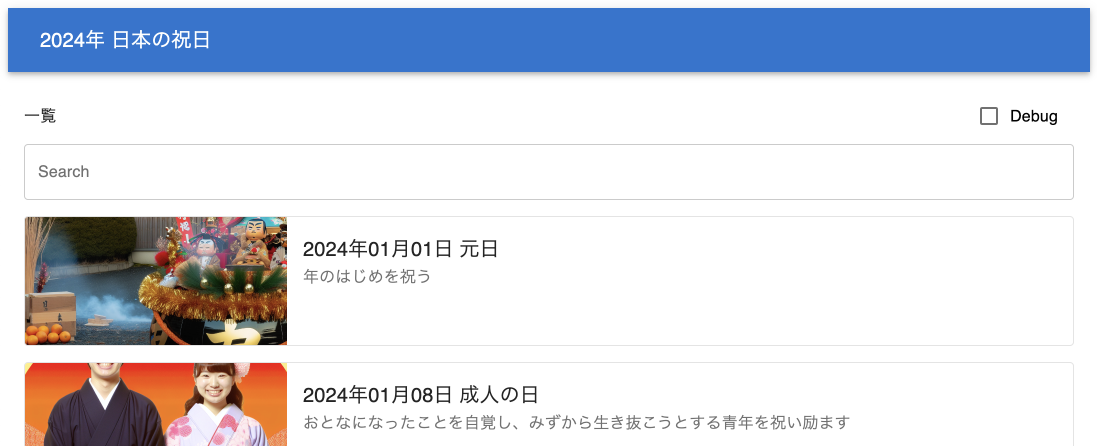 2024年 日本の祝日
一覧
Debug
Search
2024年01月01日 元日
年のはじめを祝う
2024年01月08日 成人の日
おとなになったことを自覚し、みずから生き抜こうとする青年を祝い励ます